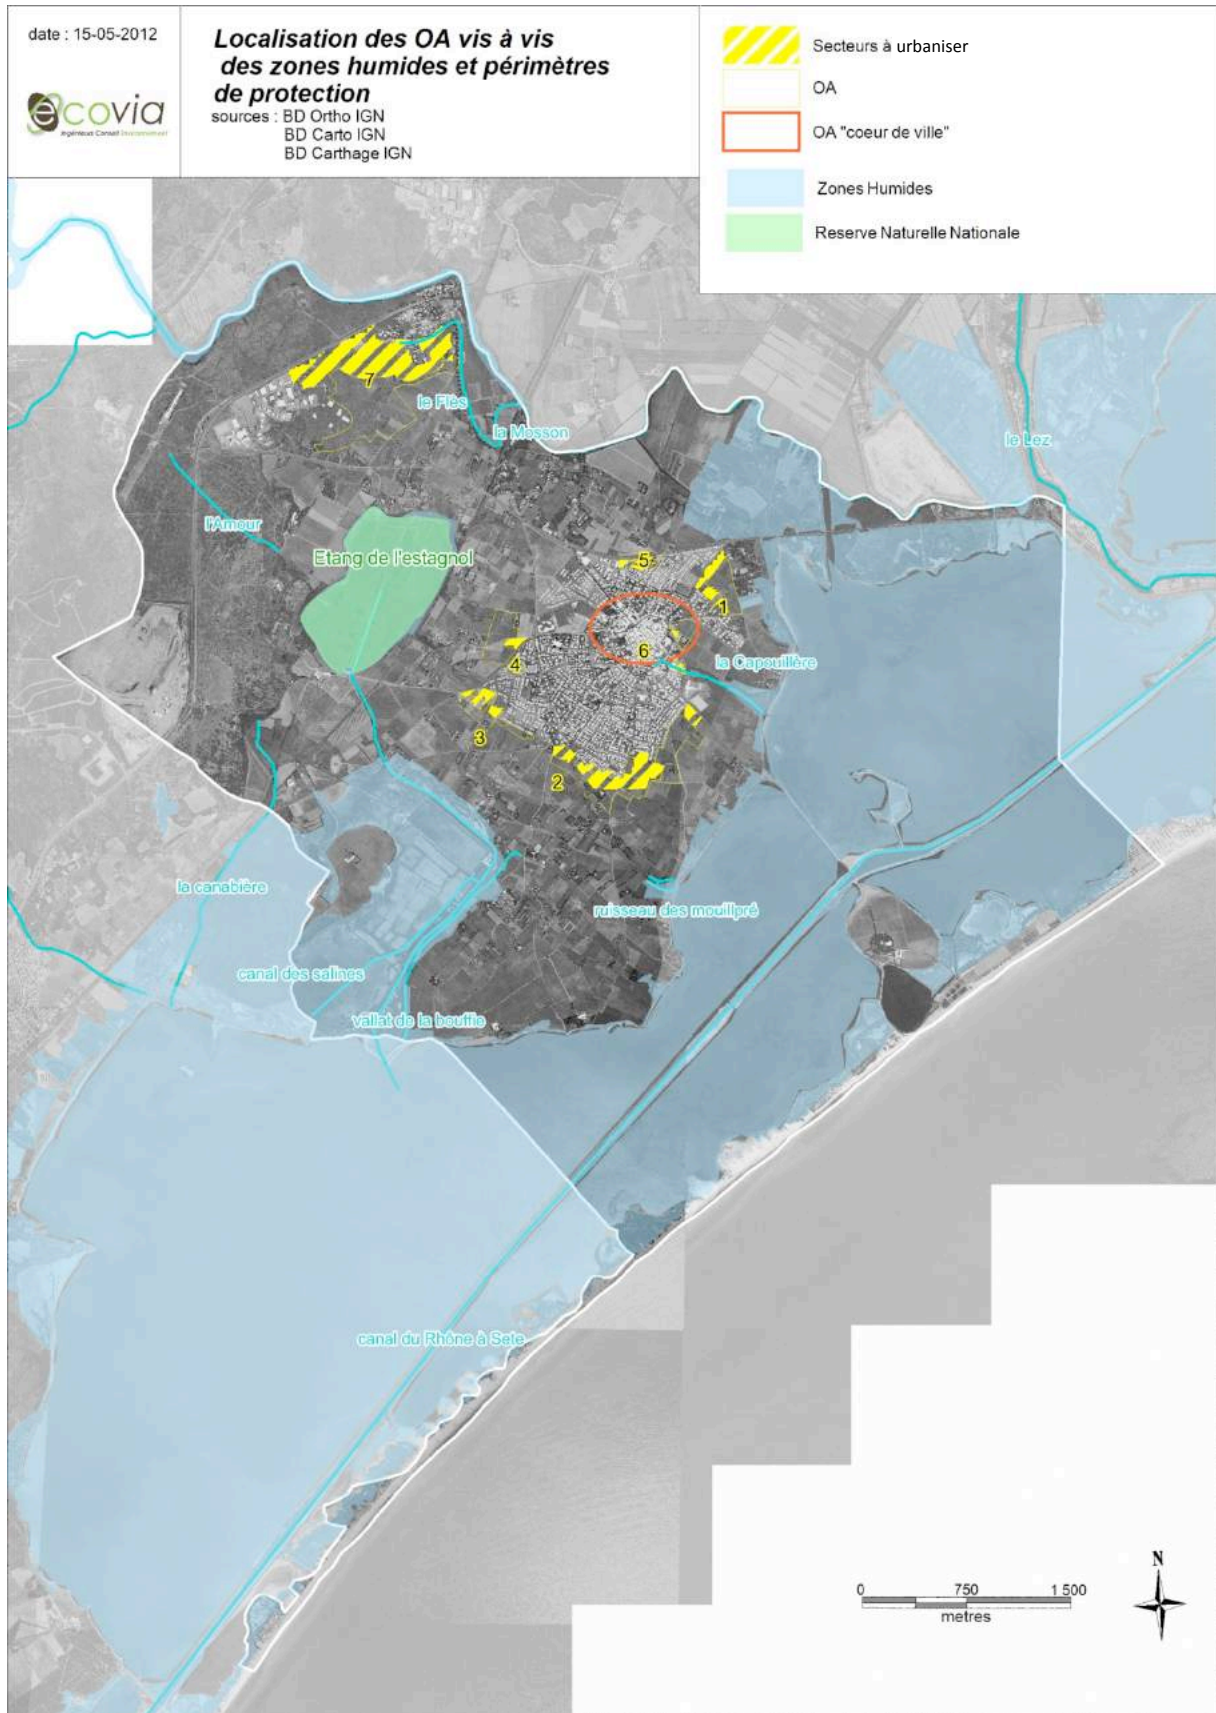 date : 15-05-2012
ecovia
Ingénieurs Conseil Environnement
Localisation des OA vis à vis
des zones humides et périmètres
de protection
sources : BD Ortho IGN
BD Carto IGN
BD Carthage IGN
Secteurs à urbaniser
OA
OA "coeur de ville"
Zones Humides
Reserve Naturelle Nationale
7
le Flès
la Mosson
le Lez
l'Amour
Etang de l'estagnol
5
1
6
4
la Capouillère
3
2
la canabière
ruisseau des mouillpré
canal des salines
vallat de la bouffie
canal du Rhône à Sete
N
0 750 1 500
metres